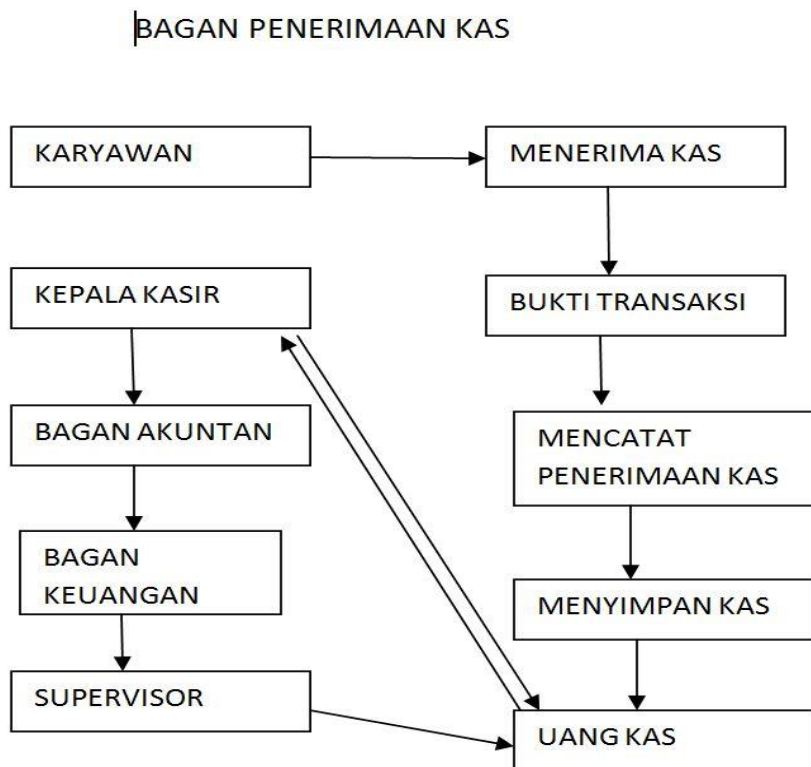 BAGAN PENERIMAAN KAS
KARYAWAN
MENERIMA KAS
KEPALA KASIR
BUKTI TRANSAKSI
BAGAN AKUNTAN
MENCATAT
PENERIMAAN KAS
BAGAN
KEUANGAN
MENYIMPAN KAS
SUPERVISOR
UANG KAS